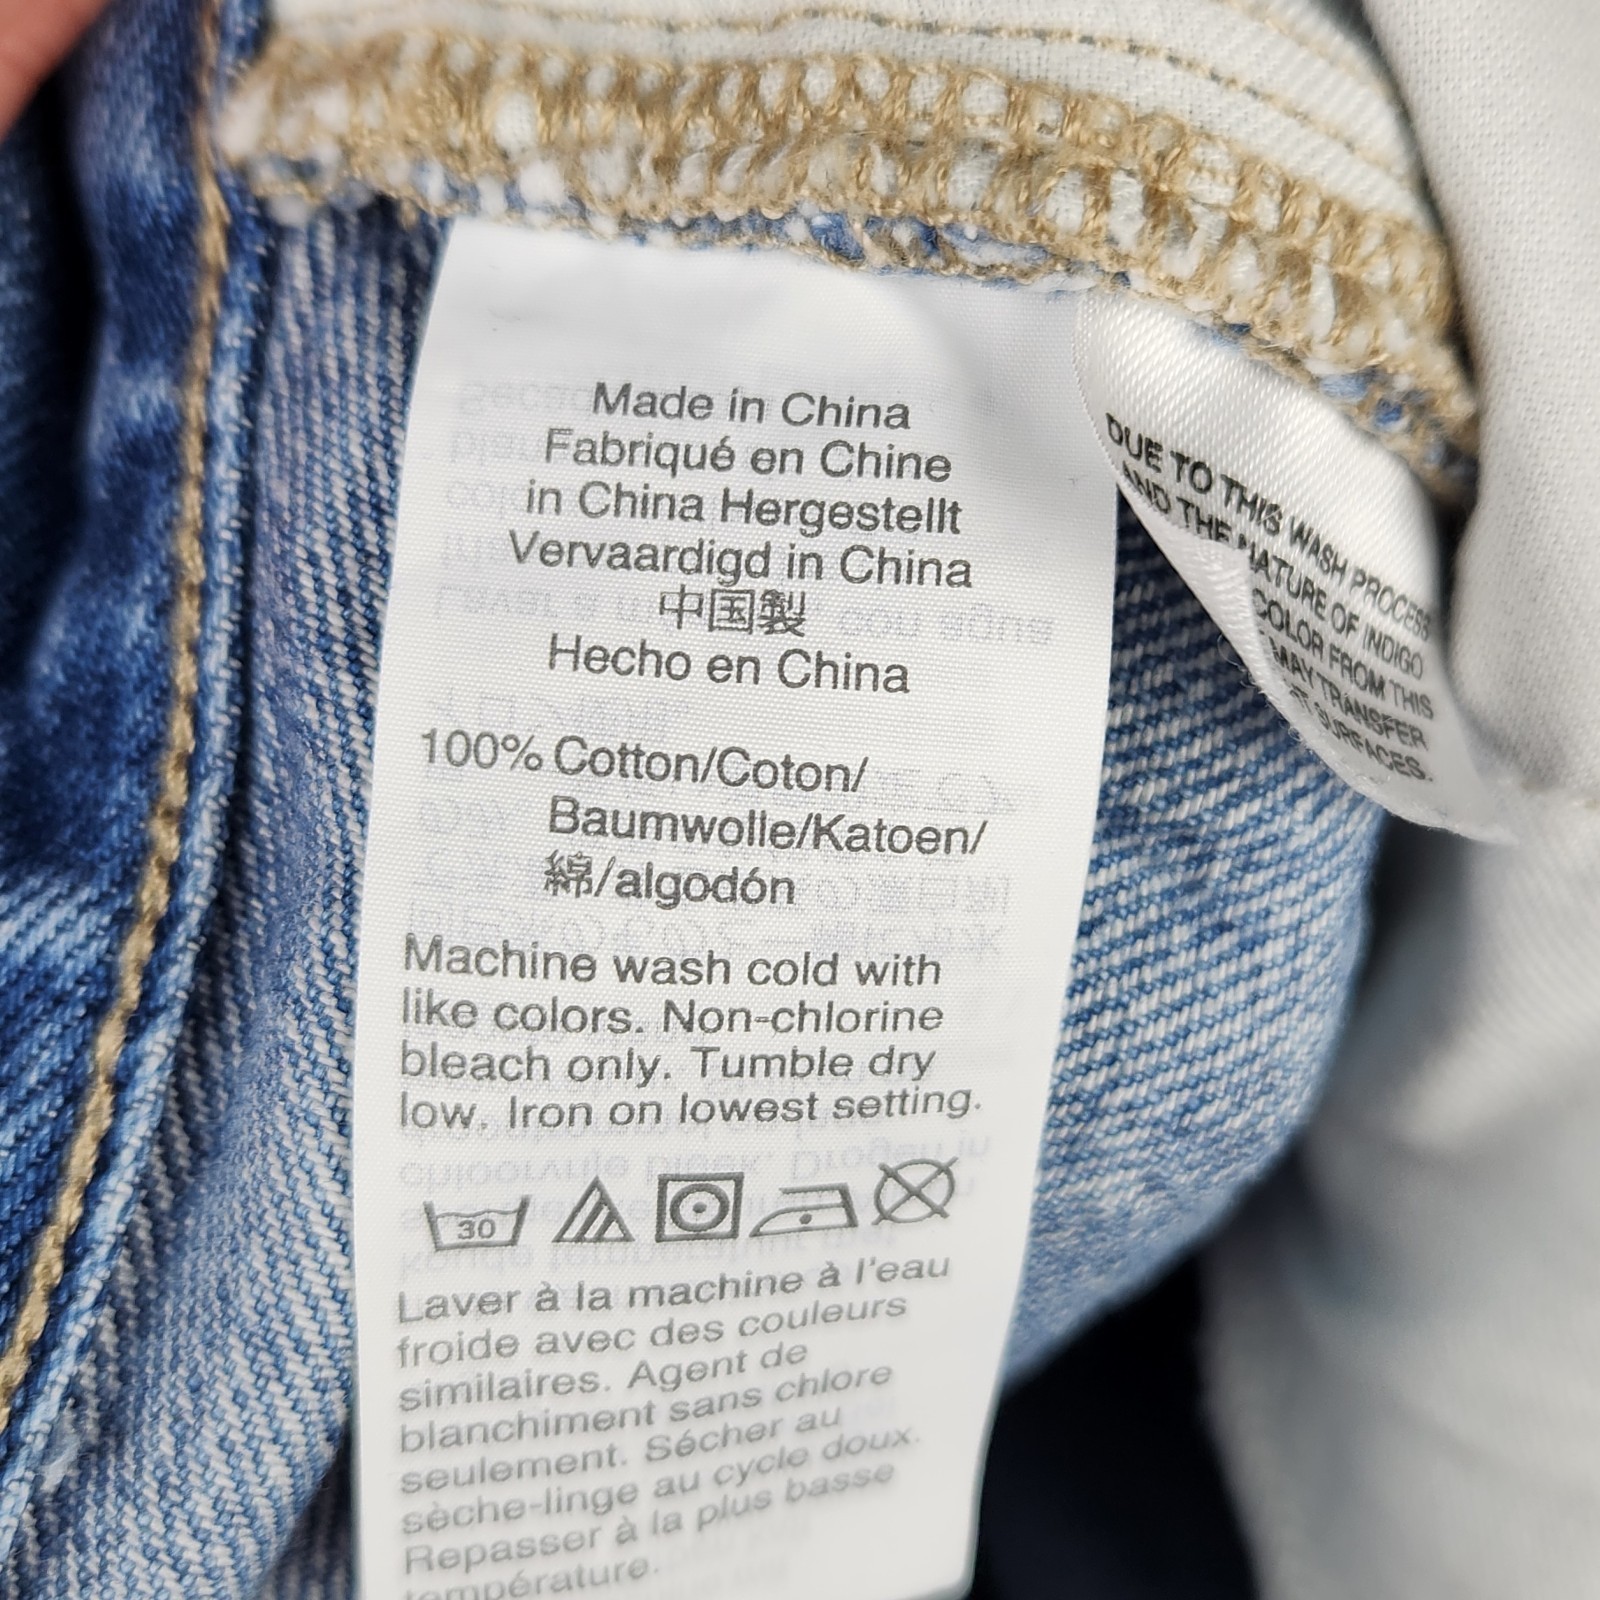 Made in China
Fabriqué en Chine
in China Hergestellt
Vervaardigd in China
中国製
Hecho en China
100% Cotton/Coton/
Baumwolle/Katoen/
綿/algodón
Machine wash cold with
like colors. Non-chlorine
bleach only. Tumble dry
low. Iron on lowest setting.
30
Laver à la machine à l'eau
froide avec des couleurs
similaires. Agent de
blanchiment sans chlore
seulement. Sécher au
sèche-linge au cycle doux.
Repasser à la plus basse
température.
DUE TO THIS WASH PROCESS
AND THE NATURE OF INDIGO
COLOR FROM THIS
MAY TRANSFER
SURFACES.